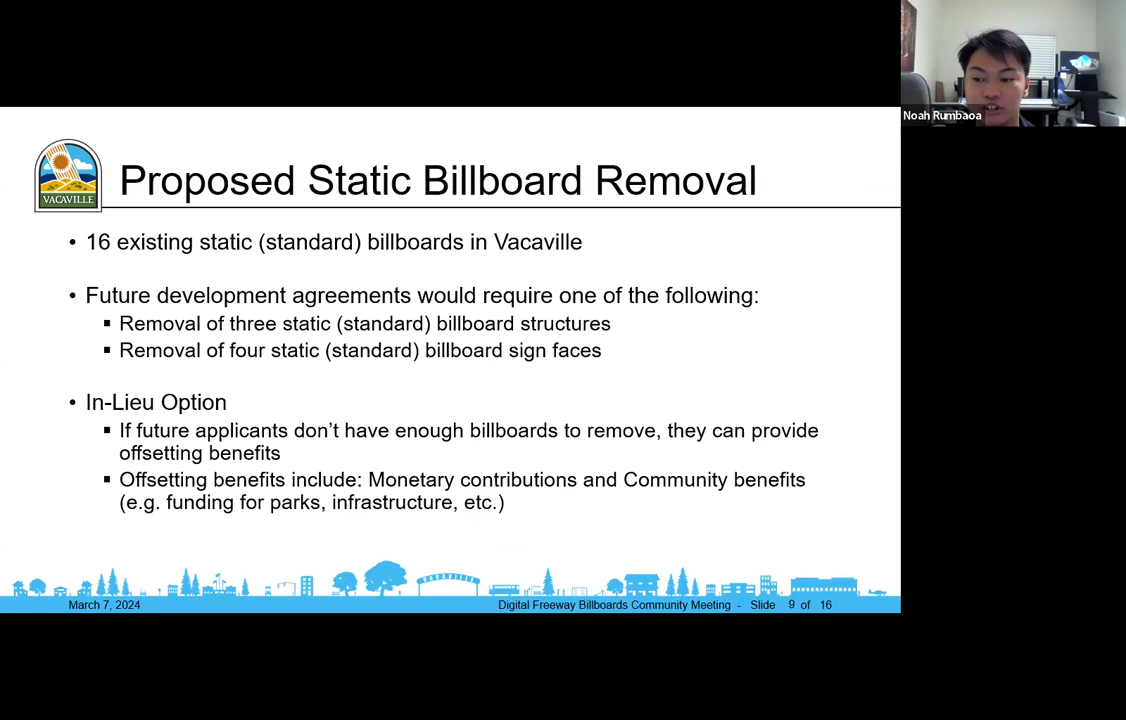 Noah Rumbaoa
VACAVILLE
Proposed Static Billboard Removal
• 16 existing static (standard) billboards in Vacaville
• Future development agreements would require one of the following:
▪ Removal of three static (standard) billboard structures
▪ Removal of four static (standard) billboard sign faces
• In-Lieu Option
▪ If future applicants don’t have enough billboards to remove, they can provide
offsetting benefits
▪ Offsetting benefits include: Monetary contributions and Community benefits
(e.g. funding for parks, infrastructure, etc.)
VACAVILLE
March 7, 2024
Digital Freeway Billboards Community Meeting - Slide 9 of 16